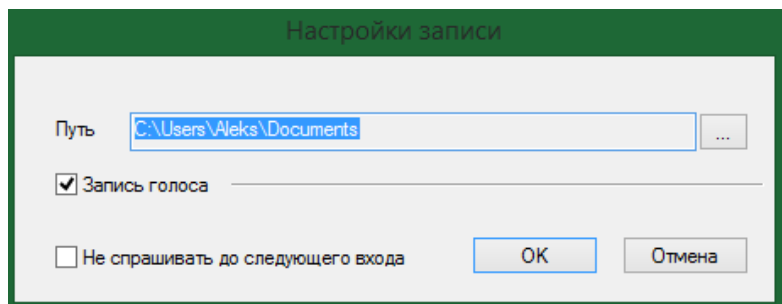 Настройки записи
Путь C:\Users\Aleks\Documents ...
Запись голоса
Не спрашивать до следующего входа OK Отмена